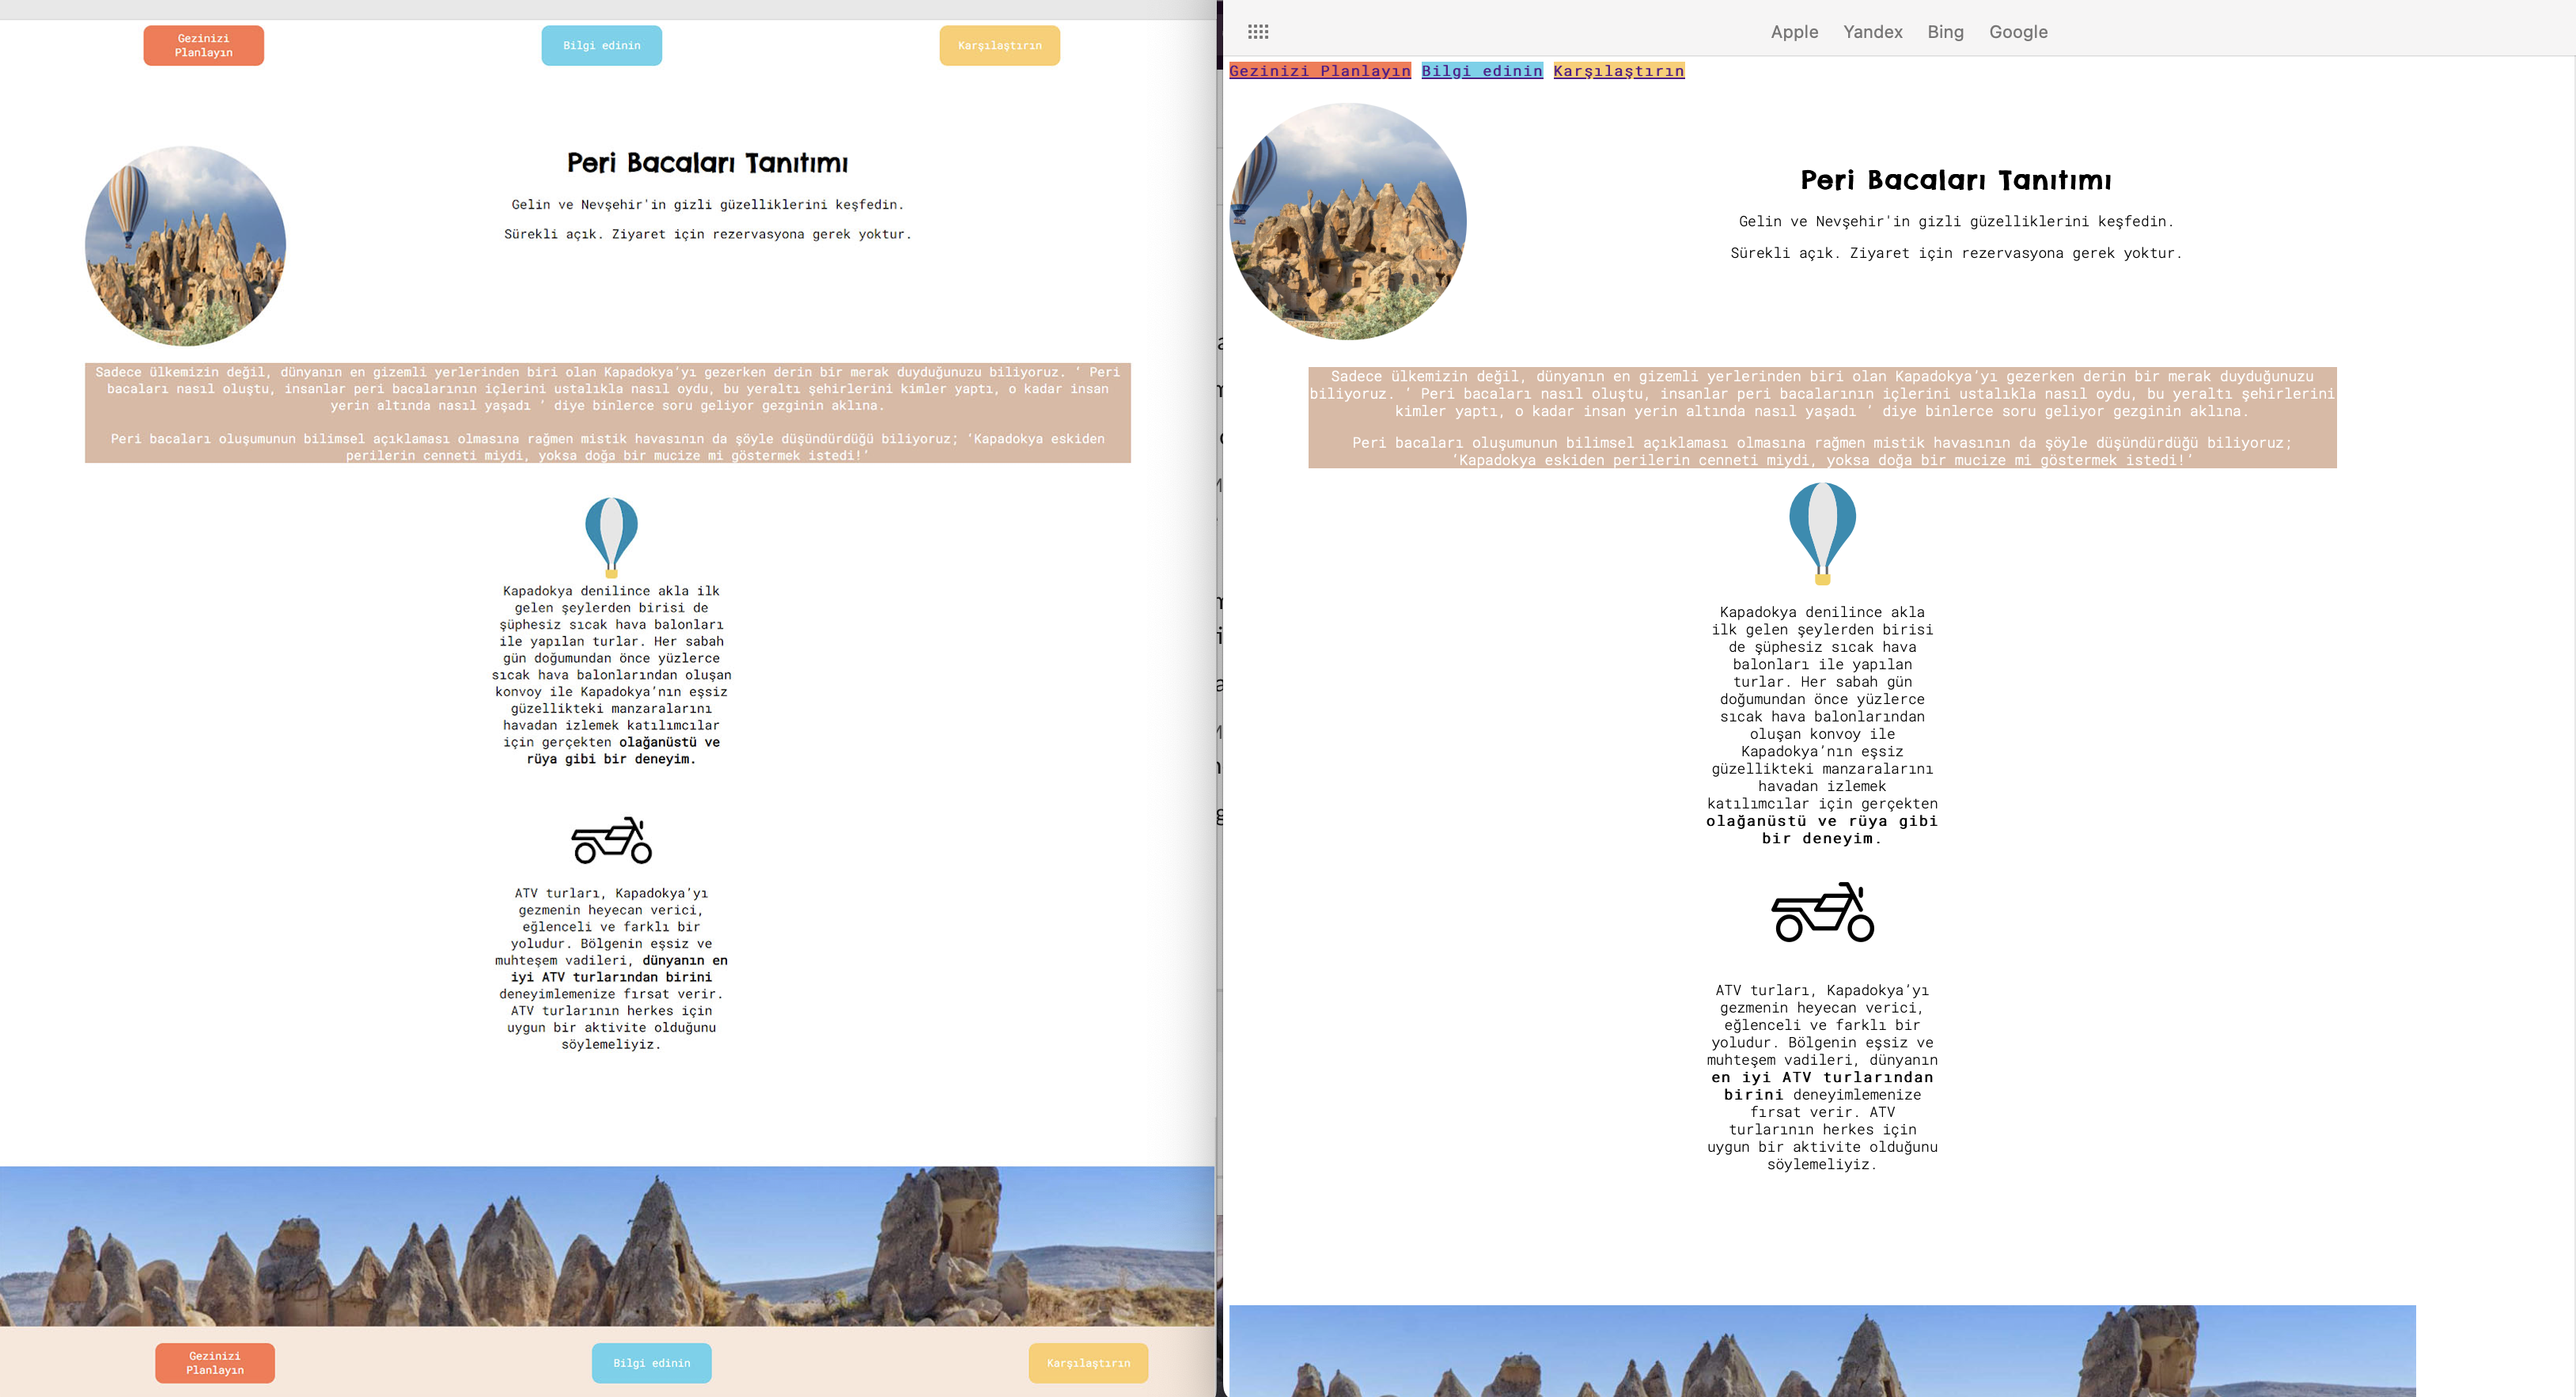 Gezinizi
Planlayın
Bilgi edinin
Karşılaştırın
Peri Bacaları Tanıtımı
Gelin ve Nevşehir'in gizli güzelliklerini keşfedin.
Sürekli açık. Ziyaret için rezervasyona gerek yoktur.
Sadece ülkemizin değil, dünyanın en gizemli yerlerinden biri olan Kapadokya’yı gezerken derin bir merak duyduğunuzu biliyoruz. ‘ Peri
bacaları nasıl oluştu, insanlar peri bacalarının içlerini ustalıkla nasıl oydu, bu yeraltı şehirlerini kimler yaptı, o kadar insan
yerin altında nasıl yaşadı ’ diye binlerce soru geliyor gezginin aklına.
Peri bacaları oluşumunun bilimsel açıklaması olmasına rağmen mistik havasının da şöyle düşündürdüğü biliyoruz; ‘Kapadokya eskiden
perilerin cenneti miydi, yoksa doğa bir mucize mi göstermek istedi!’
Kapadokya denilince akla ilk
gelen şeylerden birisi de
şüphesiz sıcak hava balonları
ile yapılan turlar. Her sabah
gün doğumundan önce yüzlerce
sıcak hava balonlarından oluşan
konvoy ile Kapadokya’nın eşsiz
güzellikteki manzaralarını
havadan izlemek katılımcılar
için gerçekten olağanüstü ve
rüya gibi bir deneyim.
ATV turları, Kapadokya’yı
gezmenin heyecan verici,
eğlenceli ve farklı bir
yoludur. Bölgenin eşsiz ve
muhteşem vadileri, dünyanın en
iyi ATV turlarından birini
deneyimlemenize fırsat verir.
ATV turlarının herkes için
uygun bir aktivite olduğunu
söylemeliyiz.
Gezinizi
Planlayın
Bilgi edinin
Karşılaştırın
Apple Yandex Bing Google
Gezinizi Planlayın Bilgi edinin Karşılaştırın
Peri Bacaları Tanıtımı
Gelin ve Nevşehir'in gizli güzelliklerini keşfedin.
Sürekli açık. Ziyaret için rezervasyona gerek yoktur.
Sadece ülkemizin değil, dünyanın en gizemli yerlerinden biri olan Kapadokya’yı gezerken derin bir merak duyduğunuzu
biliyoruz. ‘ Peri bacaları nasıl oluştu, insanlar peri bacalarının içlerini ustalıkla nasıl oydu, bu yeraltı şehirlerini
kimler yaptı, o kadar insan yerin altında nasıl yaşadı ’ diye binlerce soru geliyor gezginin aklına.
Peri bacaları oluşumunun bilimsel açıklaması olmasına rağmen mistik havasının da şöyle düşündürdüğü biliyoruz;
‘Kapadokya eskiden perilerin cenneti miydi, yoksa doğa bir mucize mi göstermek istedi!’
Kapadokya denilince akla
ilk gelen şeylerden birisi
de şüphesiz sıcak hava
balonları ile yapılan
turlar. Her sabah gün
doğumundan önce yüzlerce
sıcak hava balonlarından
oluşan konvoy ile
Kapadokya’nın eşsiz
güzellikteki manzaralarını
havadan izlemek
katılımcılar için gerçekten
olağanüstü ve rüya gibi
bir deneyim.
ATV turları, Kapadokya’yı
gezmenin heyecan verici,
eğlenceli ve farklı bir
yoludur. Bölgenin eşsiz ve
muhteşem vadileri, dünyanın
en iyi ATV turlarından
birini deneyimlemenize
fırsat verir. ATV
turlarının herkes için
uygun bir aktivite olduğunu
söylemeliyiz.